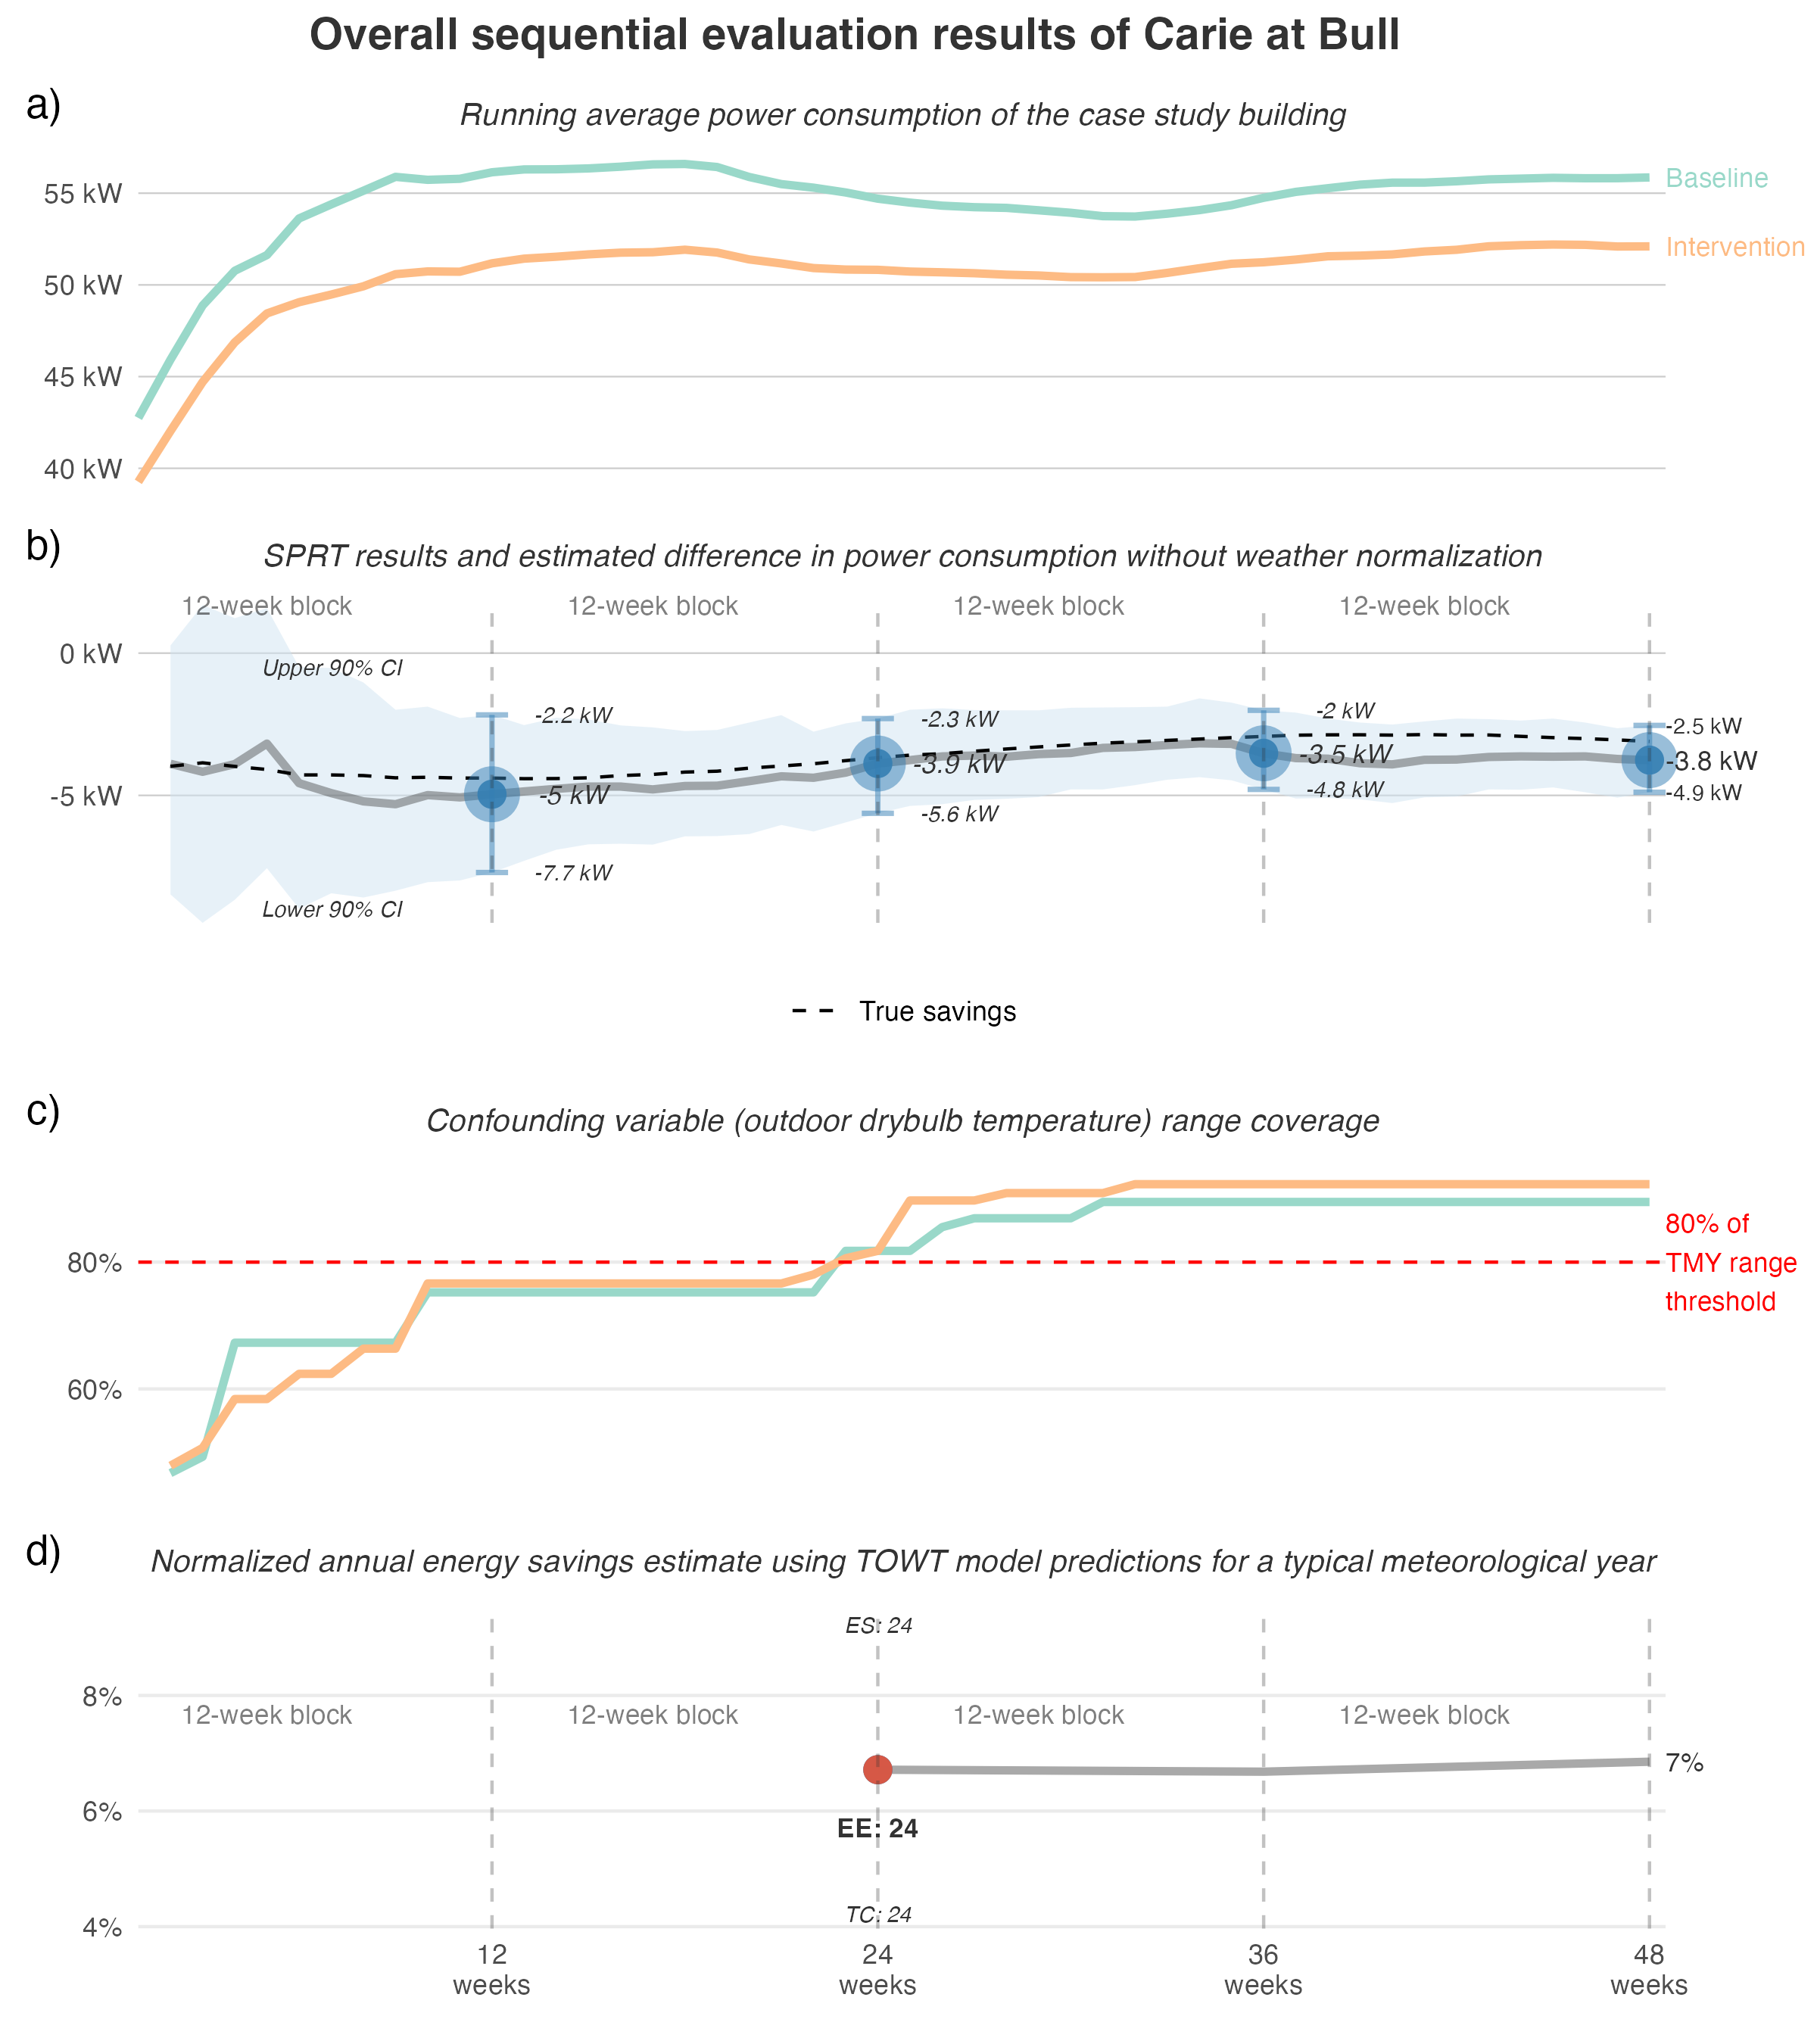 Overall sequential evaluation results of Carie at Bull
a)
Running average power consumption of the case study building
55 kW
50 kW
45 kW
40 kW
Baseline
Intervention
b)
SPRT results and estimated difference in power consumption without weather normalization
12-week block
12-week block
12-week block
12-week block
0 kW
-5 kW
Upper 90% CI
Lower 90% CI
-2.2 kW
-5 kW
-7.7 kW
-2.3 kW
-3.9 kW
-5.6 kW
-2 kW
-3.5 kW
-4.8 kW
-2.5 kW
-3.8 kW
-4.9 kW
True savings
c)
Confounding variable (outdoor drybulb temperature) range coverage
80%
60%
80% of
TMY range
threshold
d)
Normalized annual energy savings estimate using TOWT model predictions for a typical meteorological year
ES: 24
8%
12-week block
12-week block
12-week block
12-week block
7%
6%
EE: 24
TC: 24
4%
12
weeks
24
weeks
36
weeks
48
weeks